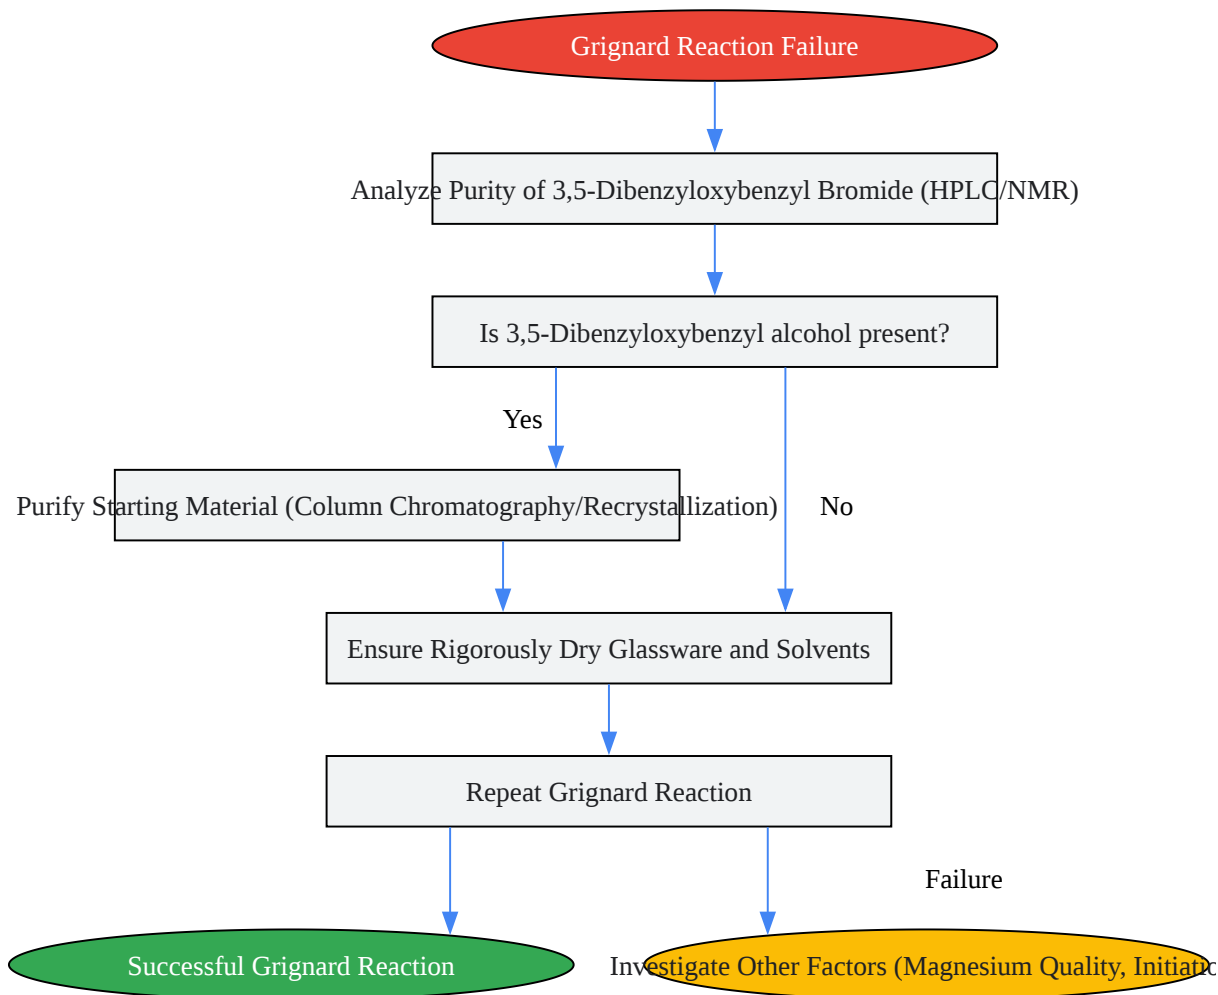 Grignard Reaction Failure
Analyze Purity of 3,5-Dibenzyloxybenzyl Bromide (HPLC/NMR)
Is 3,5-Dibenzyloxybenzyl alcohol present?
Yes
Purify Starting Material (Column Chromatography/Recrystallization)
No
Ensure Rigorously Dry Glassware and Solvents
Repeat Grignard Reaction
Failure
Successful Grignard Reaction
Investigate Other Factors (Magnesium Quality, Initiatio